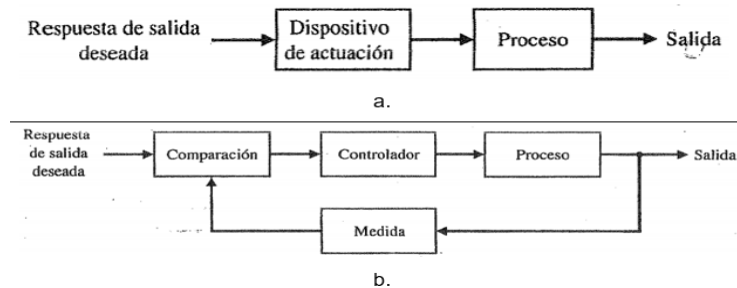 Respuesta de salida
deseada
Dispositivo
de actuación
Proceso
Salida
a.
Respuesta
de salida
deseada
Comparación
Controlador
Proceso
Salida
Medida
b.